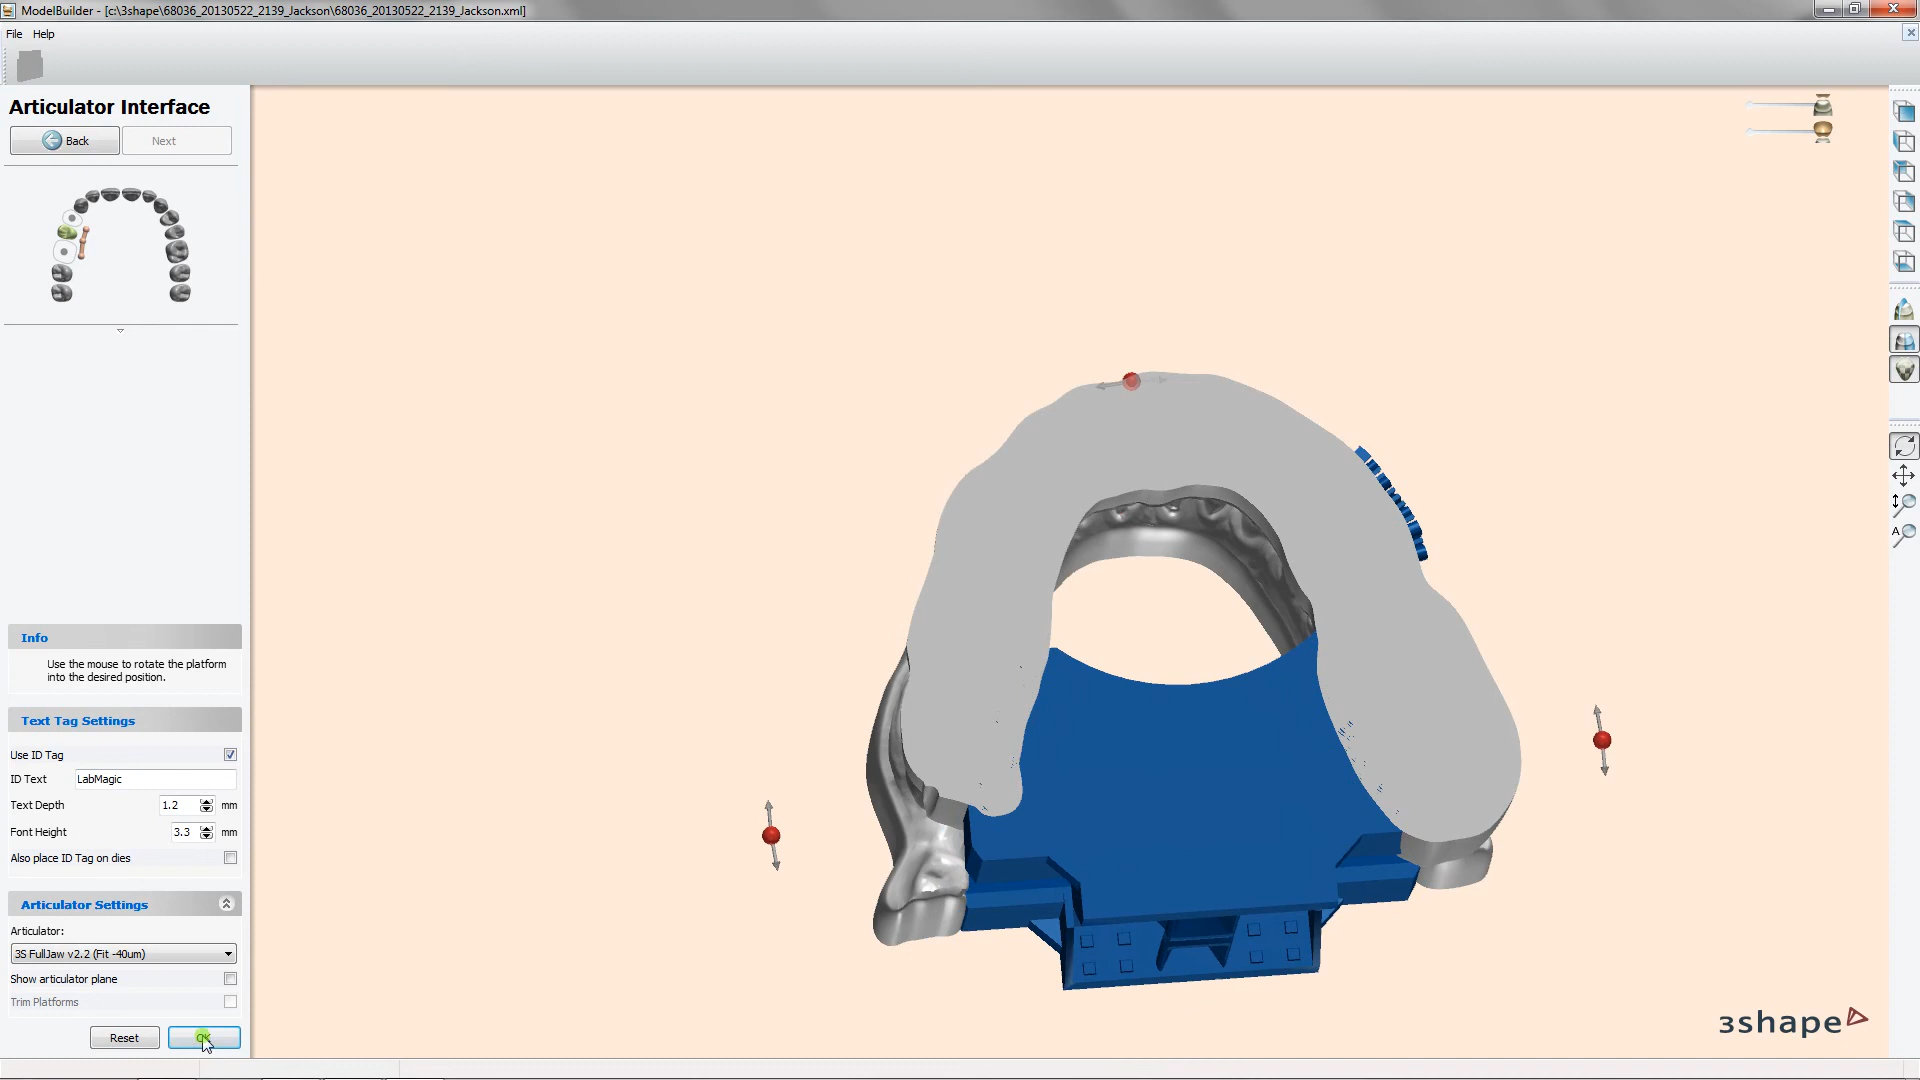 ModelBuilder - [c:\3shape\68036_20130522_2139_Jackson\68036_20130522_2139_Jackson.xml]
File Help
Articulator Interface
Back Next
Info
Use the mouse to rotate the platform
into the desired position.
Text Tag Settings
Use ID Tag
ID Text LabMagic
Text Depth 1.2 mm
Font Height 3.3 mm
Also place ID Tag on dies
Articulator Settings
Articulator:
3S FullJaw v2.2 (Fit -40um)
Show articulator plane
Trim Platforms
Reset OK
A
3shape